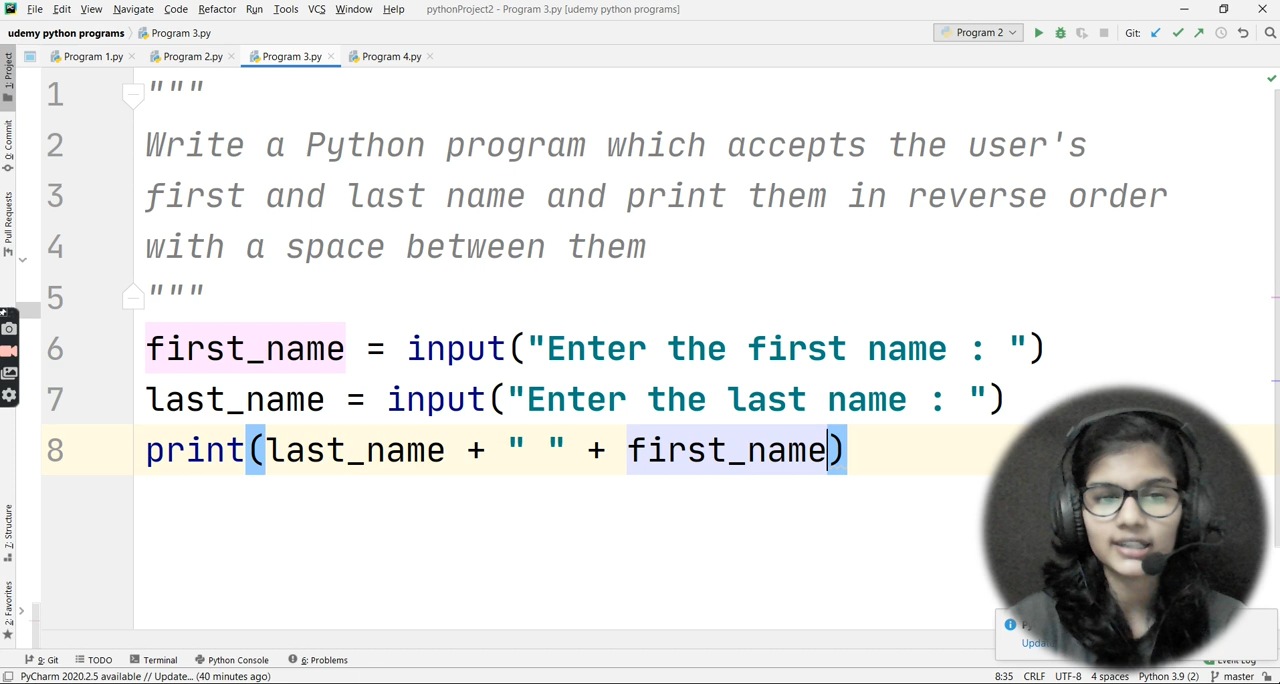 File Edit View Navigate Code Refactor Run Tools VCS Window Help pythonProject2 - Program 3.py [udemy python programs]
udemy python programs Program 3.py Program 2 Git:
Program 1.py Program 2.py Program 3.py Program 4.py
1: Project
0: Commit
Pull Requests
7: Structure
2: Favorites
1 """
2 Write a Python program which accepts the user's
3 first and last name and print them in reverse order
4 with a space between them
5 """
6 first_name = input("Enter the first name : ")
7 last_name = input("Enter the last name : ")
8 print(last_name + " " + first_name)
Updat
9: Git TODO Terminal Python Console 6: Problems Event Log
PyCharm 2020.2.5 available // Update... (40 minutes ago) 8:35 CRLF UTF-8 4 spaces Python 3.9 (2) master